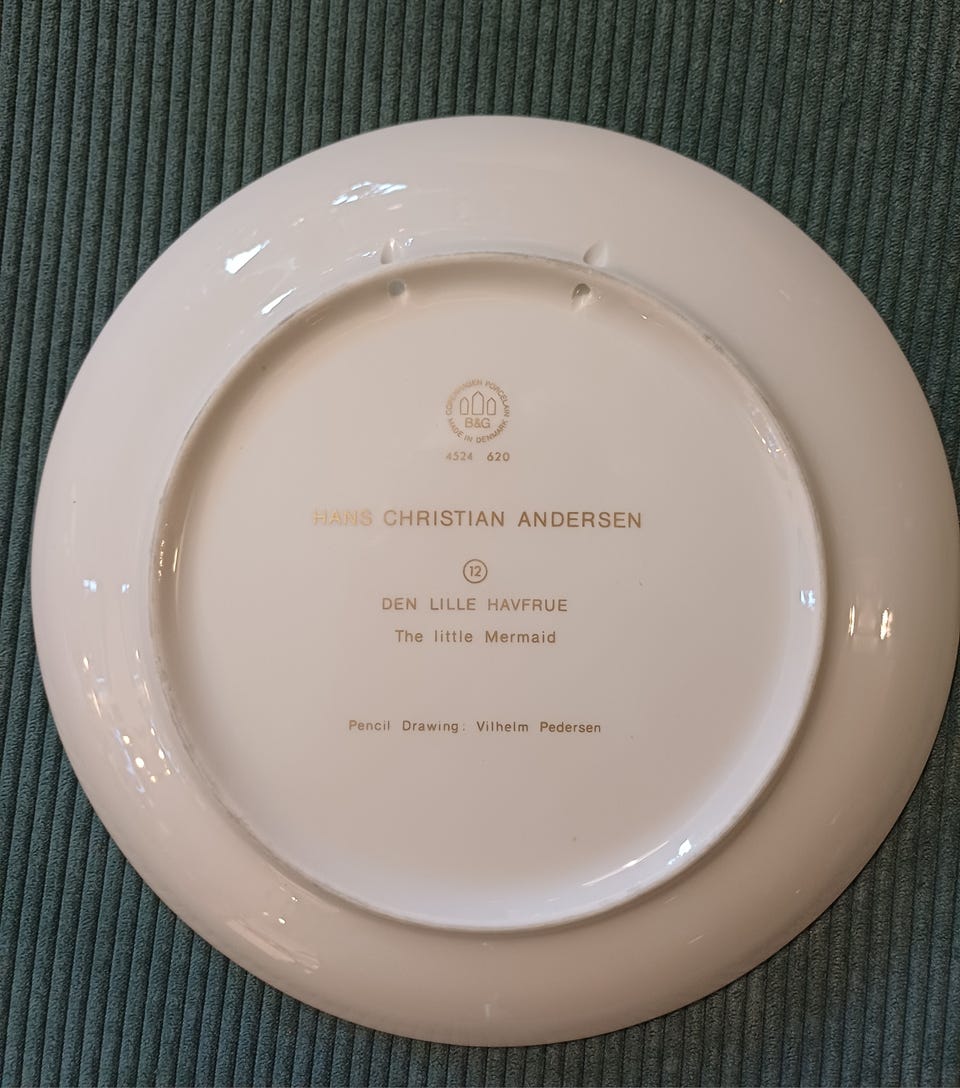 COPENHAGEN PORCELAIN
MADE IN DENMARK
B&G
4524 620
HANS CHRISTIAN ANDERSEN
12
DEN LILLE HAVFRUE
The little Mermaid
Pencil Drawing: Vilhelm Pedersen